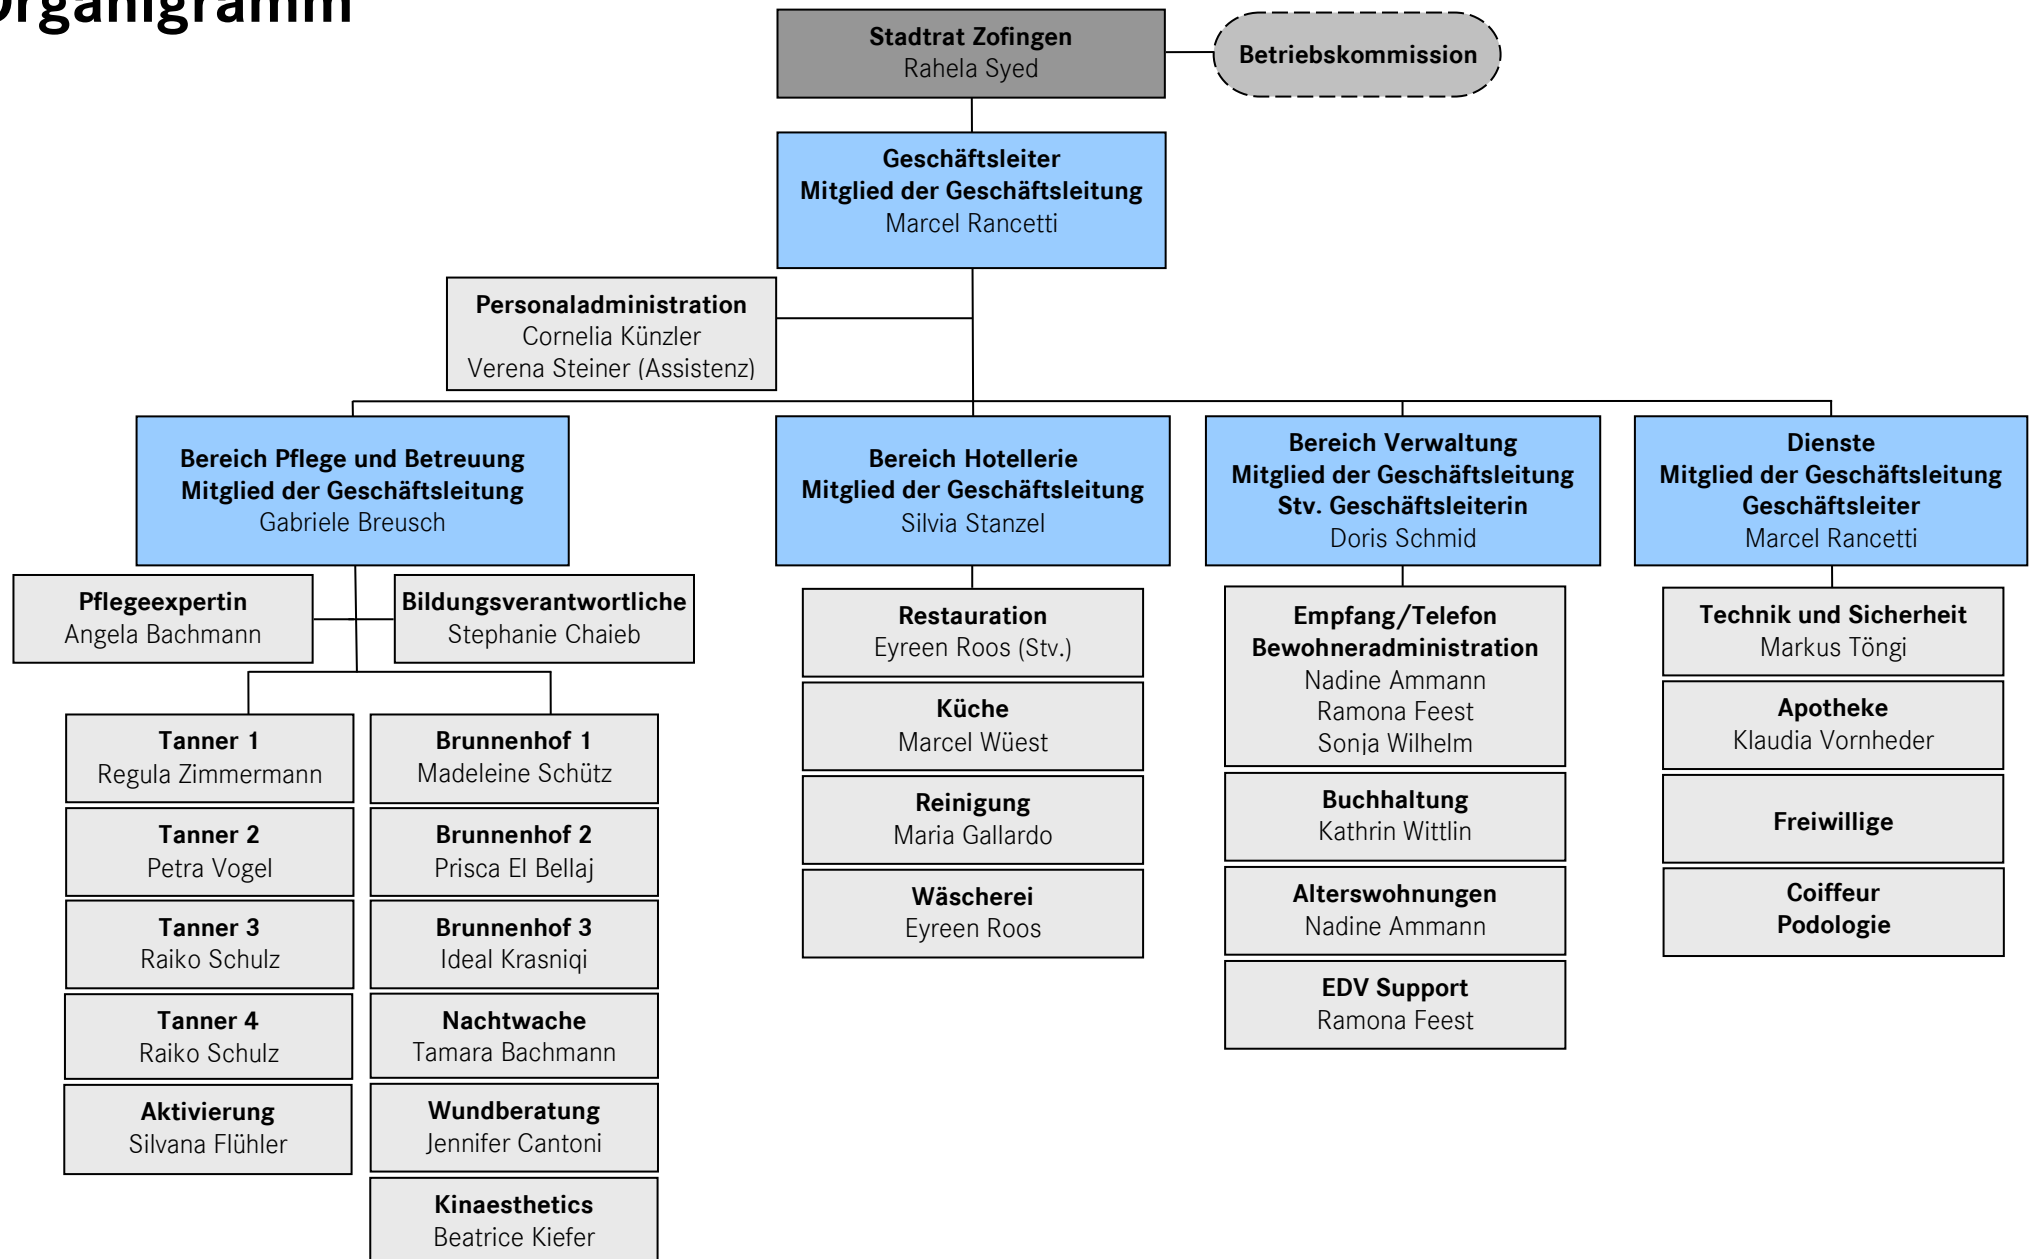 Organigramm
Stadtrat Zofingen
Rahela Syed
Betriebskommission
Geschäftsleiter
Mitglied der Geschäftsleitung
Marcel Rancetti
Personaladministration
Cornelia Künzler
Verena Steiner (Assistenz)
Bereich Pflege und Betreuung
Mitglied der Geschäftsleitung
Gabriele Breusch
Bereich Hotellerie
Mitglied der Geschäftsleitung
Silvia Stanzel
Bereich Verwaltung
Mitglied der Geschäftsleitung
Stv. Geschäftsleiterin
Doris Schmid
Dienste
Mitglied der Geschäftsleitung
Geschäftsleiter
Marcel Rancetti
Pflegeexpertin
Angela Bachmann
Bildungsverantwortliche
Stephanie Chaieb
Tanner 1
Regula Zimmermann
Tanner 2
Petra Vogel
Tanner 3
Raiko Schulz
Tanner 4
Raiko Schulz
Aktivierung
Silvana Flühler
Brunnenhof 1
Madeleine Schütz
Brunnenhof 2
Prisca El Bellaj
Brunnenhof 3
Ideal Krasniqi
Nachtwache
Tamara Bachmann
Wundberatung
Jennifer Cantoni
Kinaesthetics
Beatrice Kiefer
Restauration
Eyreen Roos (Stv.)
Küche
Marcel Wüest
Reinigung
Maria Gallardo
Wäscherei
Eyreen Roos
Empfang/Telefon
Bewohneradministration
Nadine Ammann
Ramona Feest
Sonja Wilhelm
Buchhaltung
Kathrin Wittlin
Alterswohnungen
Nadine Ammann
EDV Support
Ramona Feest
Technik und Sicherheit
Markus Töngi
Apotheke
Klaudia Vornheder
Freiwillige
Coiffeur
Podologie